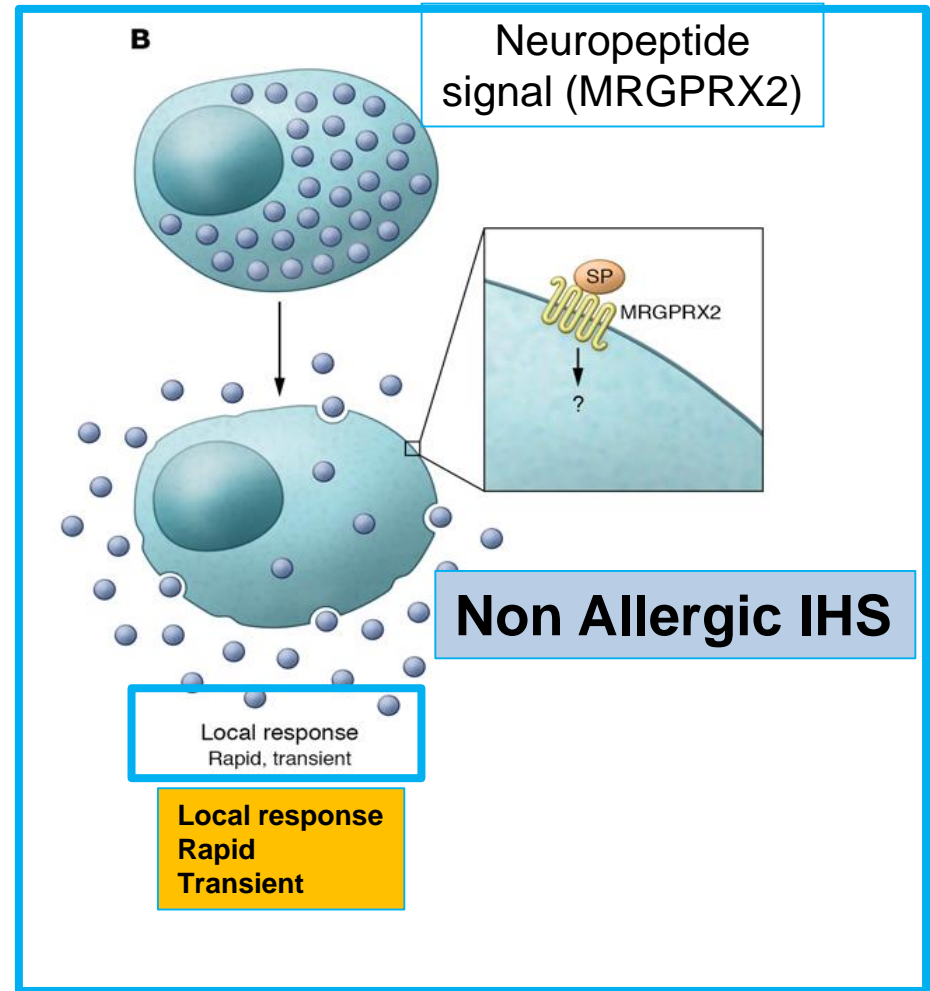 B
Neuropeptide
signal (MRGPRX2)
SP
MRGPRX2
?
Non Allergic IHS
Local response
Rapid, transient
Local response
Rapid
Transient